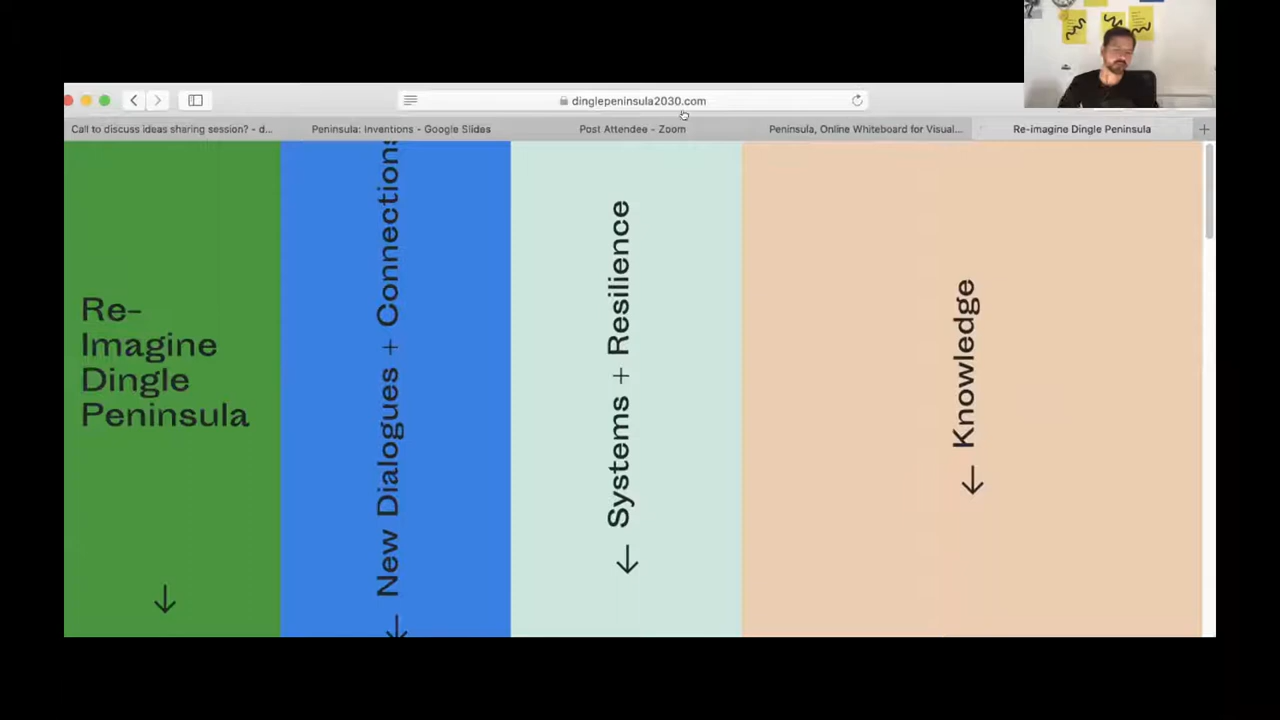 dinglepeninsula2030.com
Call to discuss ideas sharing session? - d...
Peninsula: Inventions - Google Slides
Post Attendee - Zoom
Peninsula, Online Whiteboard for Visual...
Re-imagine Dingle Peninsula
Re-
Imagine
Dingle
Peninsula
New Dialogues + Connections
Systems + Resilience
Knowledge